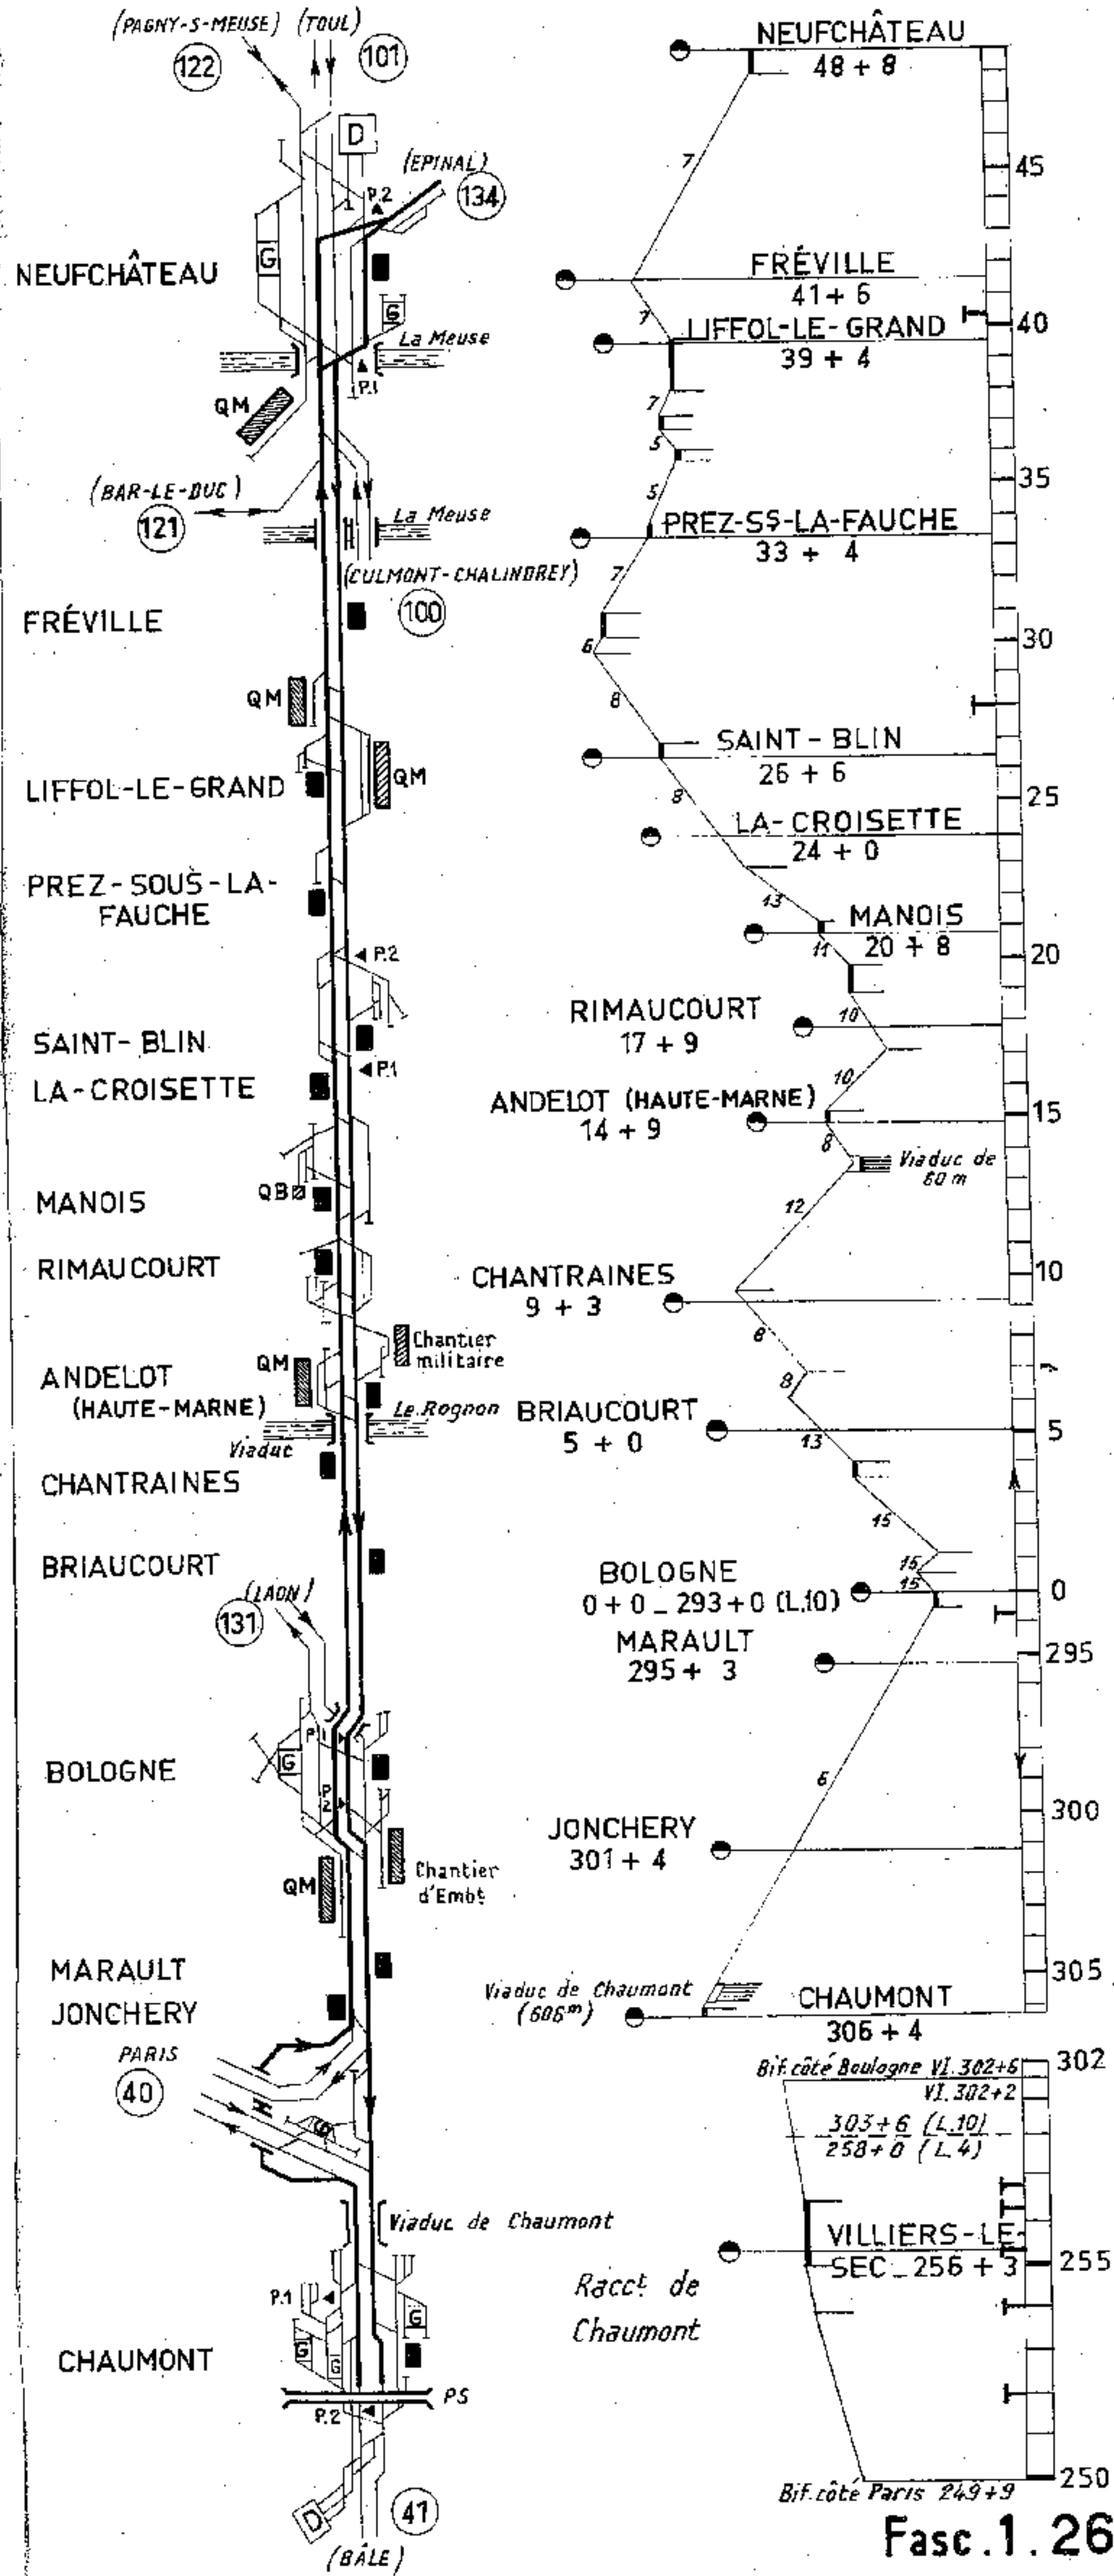 (PAGNY-S-MEUSE) (TOUL)
122
101
D
(EPINAL)
134
P.2
G
NEUFCHÂTEAU
G
La Meuse
P.1
QM
(BAR-LE-DUC)
121
La Meuse
(CULMONT-CHALINDREY)
100
FRÉVILLE
QM
QM
LIFFOL-LE-GRAND
PREZ-SOUS-LA-
FAUCHE
P.2
SAINT-BLIN
P.1
LA-CROISETTE
QB
MANOIS
RIMAUCOURT
Chantier
militaire
QM
ANDELOT
(HAUTE-MARNE)
Le Rognon
Viaduc
CHANTRAINES
BRIAUCOURT
(LAON)
131
P
1
G
BOLOGNE
P
2
QM
Chantier
d'Embt
MARAULT
JONCHERY
PARIS
40
Viaduc de Chaumont
P.1
G
G
G
CHAUMONT
PS
P.2
D
41
(BÂLE)
NEUFCHÂTEAU
48 + 8
7
45
FRÉVILLE
41 + 6
7
40
LIFFOL-LE-GRAND
39 + 4
7
5
5
35
PREZ-SS-LA-FAUCHE
33 + 4
7
30
6
8
SAINT-BLIN
26 + 6
25
8
LA-CROISETTE
24 + 0
13
MANOIS
20 + 8
11
20
RIMAUCOURT
17 + 9
10
10
ANDELOT (HAUTE-MARNE)
14 + 9
15
8
Viaduc de
60 m
12
CHANTRAINES
9 + 3
10
8
8
BRIAUCOURT
5 + 0
5
13
15
15
15
BOLOGNE
0 + 0 _ 293 + 0 (L.10)
0
MARAULT
295 + 3
295
6
300
JONCHERY
301 + 4
305
Viaduc de Chaumont
(606m)
CHAUMONT
306 + 4
302
Bif. côté Boulogne V1. 302+6
V1. 302+2
303+6 (L.10)
258+0 (L.4)
VILLIERS-LE-
SEC _ 256 + 3
255
Racct de
Chaumont
250
Bif. côté Paris 249+9
Fasc.1.26